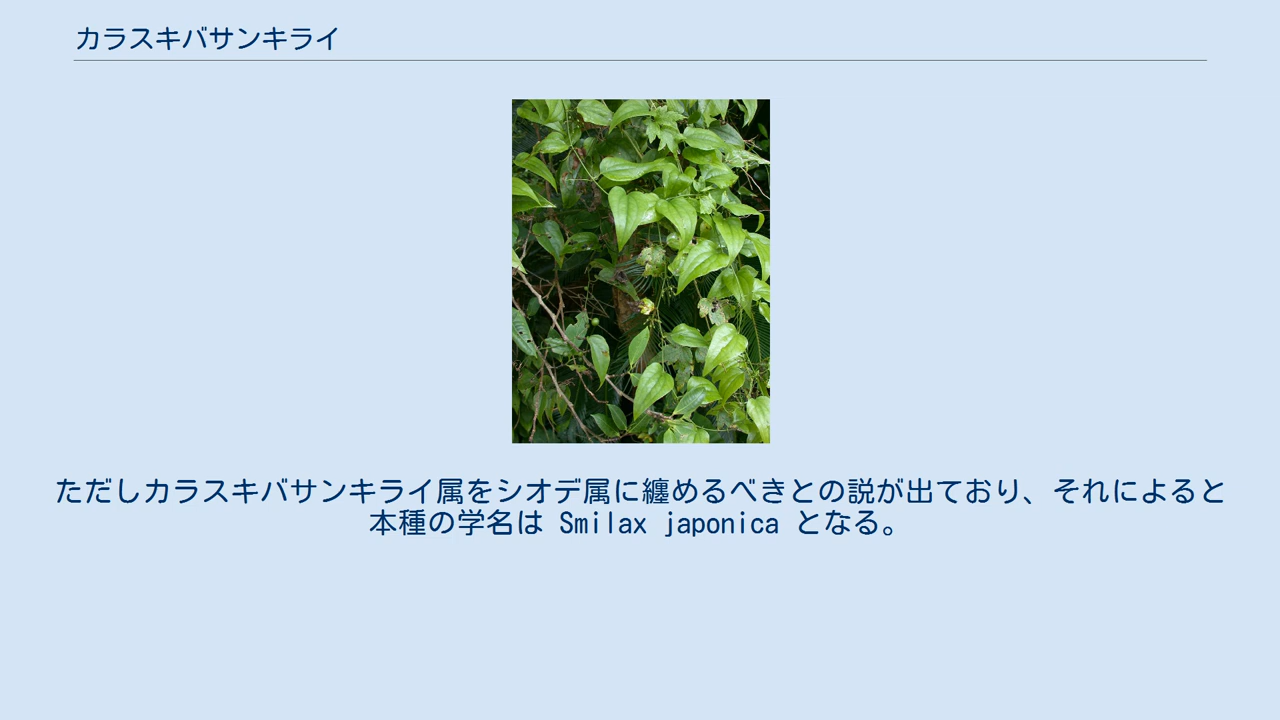 カラスキバサンキライ
ただしカラスキバサンキライ属をシオデ属に纏めるべきとの説が出ており、それによると
本種の学名は Smilax japonica となる。